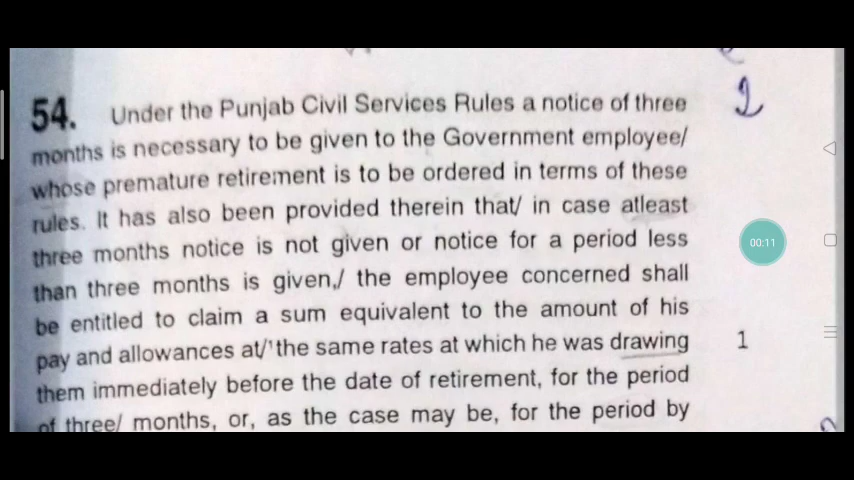 54. Under the Punjab Civil Services Rules a notice of three
months is necessary to be given to the Government employee/
whose premature retirement is to be ordered in terms of these
rules. It has also been provided therein that/ in case atleast
three months notice is not given or notice for a period less
than three months is given,/ the employee concerned shall
be entitled to claim a sum equivalent to the amount of his
pay and allowances at/'the same rates at which he was drawing
them immediately before the date of retirement, for the period
of three/ months, or, as the case may be, for the period by
2
00:11
1